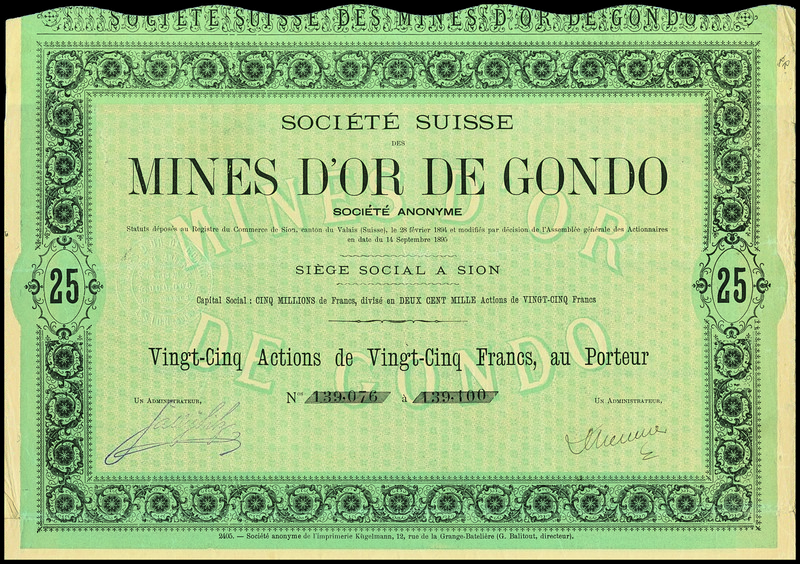 SOCIÉTÉ SUISSE DES MINES D'OR DE GONDO
SOCIÉTÉ SUISSE
DES
MINES D'OR DE GONDO
SOCIÉTÉ ANONYME
Statuts déposés au Registre du Commerce de Sion, canton du Valais (Suisse), le 28 février 1894 et modifiés par décision de l'Assemblée générale des Actionnaires
en date du 14 Septembre 1895
MINES D'OR
SIÈGE SOCIAL A SION
25
25
Capital Social : CINQ MILLIONS de Francs, divisé en DEUX CENT MILLE Actions de VINGT-CINQ Francs
DE GONDO
Vingt-Cinq Actions de Vingt-Cinq Francs, au Porteur
Nos 139.076 à 139.100
UN ADMINISTRATEUR,
UN ADMINISTRATEUR,
2405. — Société anonyme de l'imprimerie Kügelmann, 12, rue de la Grange-Batelière (G. Balitout, directeur).